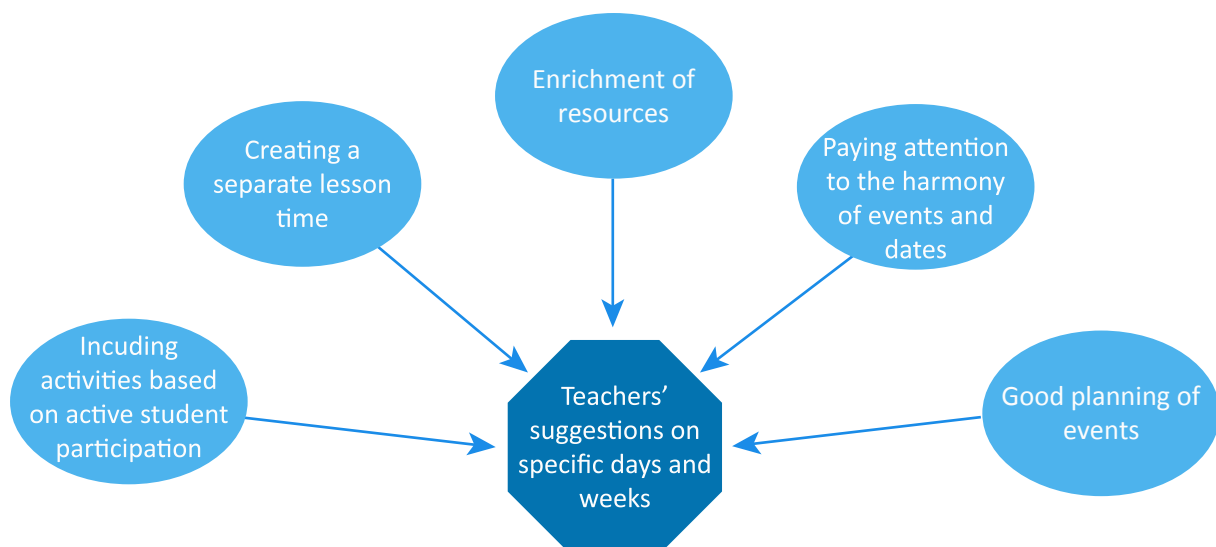 Enrichment of
resources
Creating a
separate lesson
time
Paying attention
to the harmony
of events and
dates
Incuding
activities based
on active student
participation
Good planning of
events
Teachers’
suggestions on
specific days and
weeks